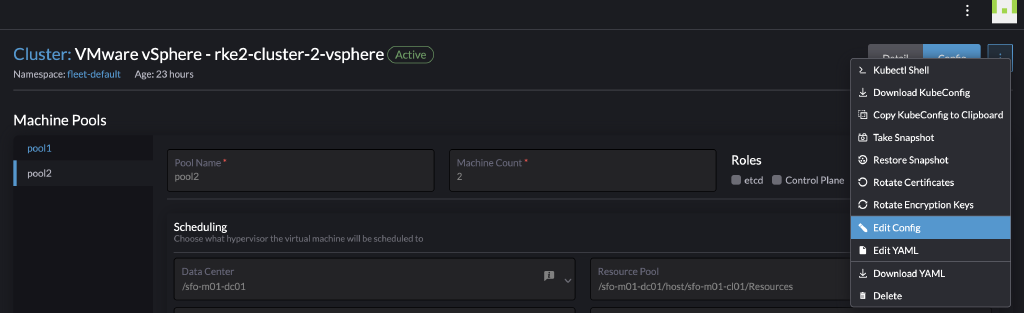 Cluster: VMware vSphere - rke2-cluster-2-vsphere Active
Detail Config
Namespace: fleet-default Age: 23 hours
Machine Pools
pool1
pool2
Pool Name *
pool2
Machine Count *
2
Roles
etcd Control Plane
Scheduling
Choose what hypervisor the virtual machine will be scheduled to
Data Center
/sfo-m01-dc01
Resource Pool
/sfo-m01-dc01/host/sfo-m01-cl01/Resources
Kubectl Shell
Download KubeConfig
Copy KubeConfig to Clipboard
Take Snapshot
Restore Snapshot
Rotate Certificates
Rotate Encryption Keys
Edit Config
Edit YAML
Download YAML
Delete